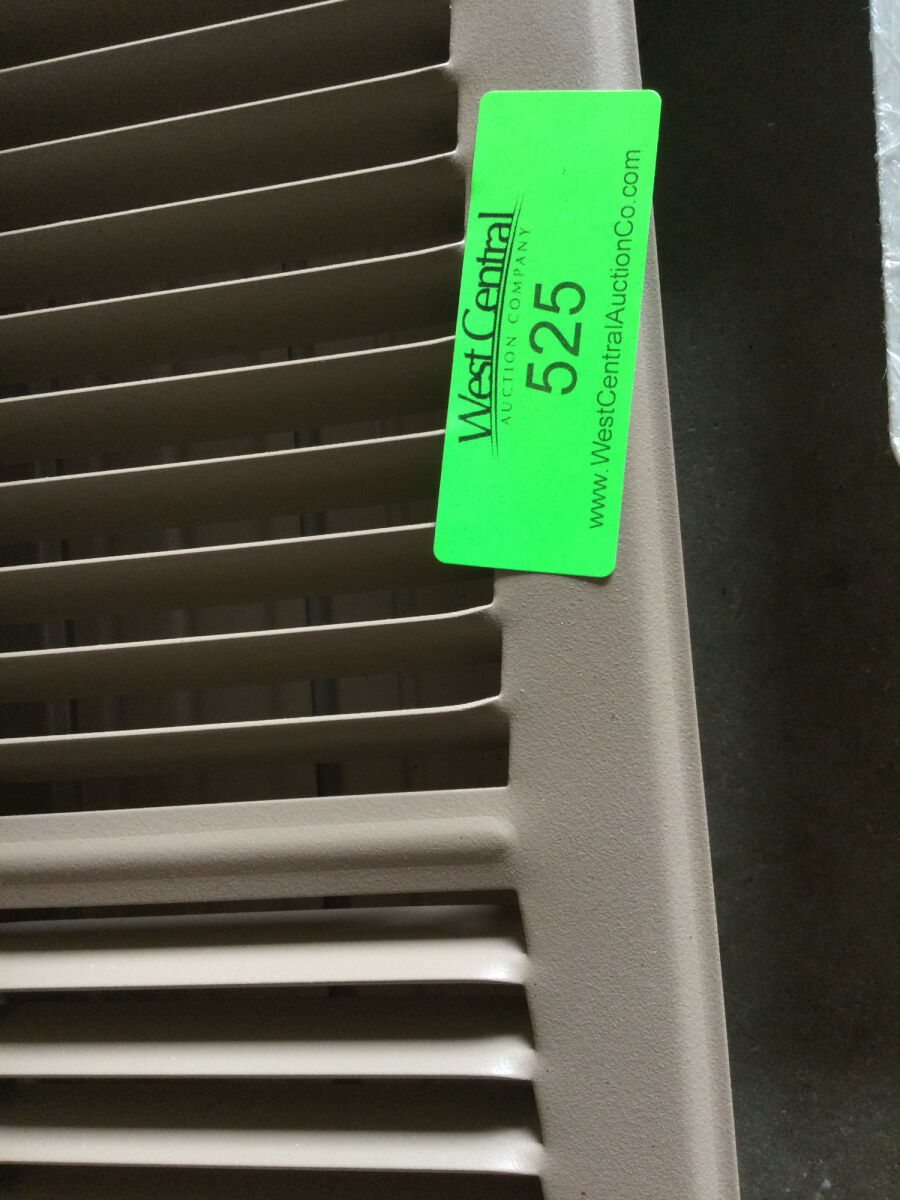 West Central
AUCTION COMPANY
525
www.WestCentralAuctionCo.com